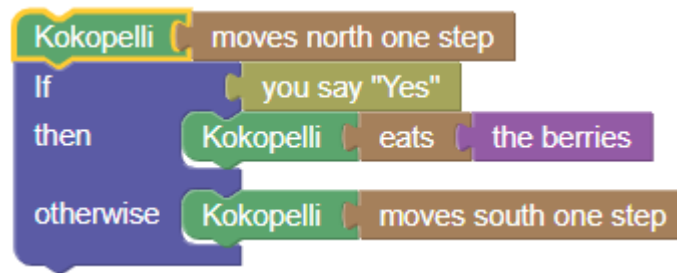 Kokopelli moves north one step
If you say "Yes"
then Kokopelli eats the berries
otherwise Kokopelli moves south one step